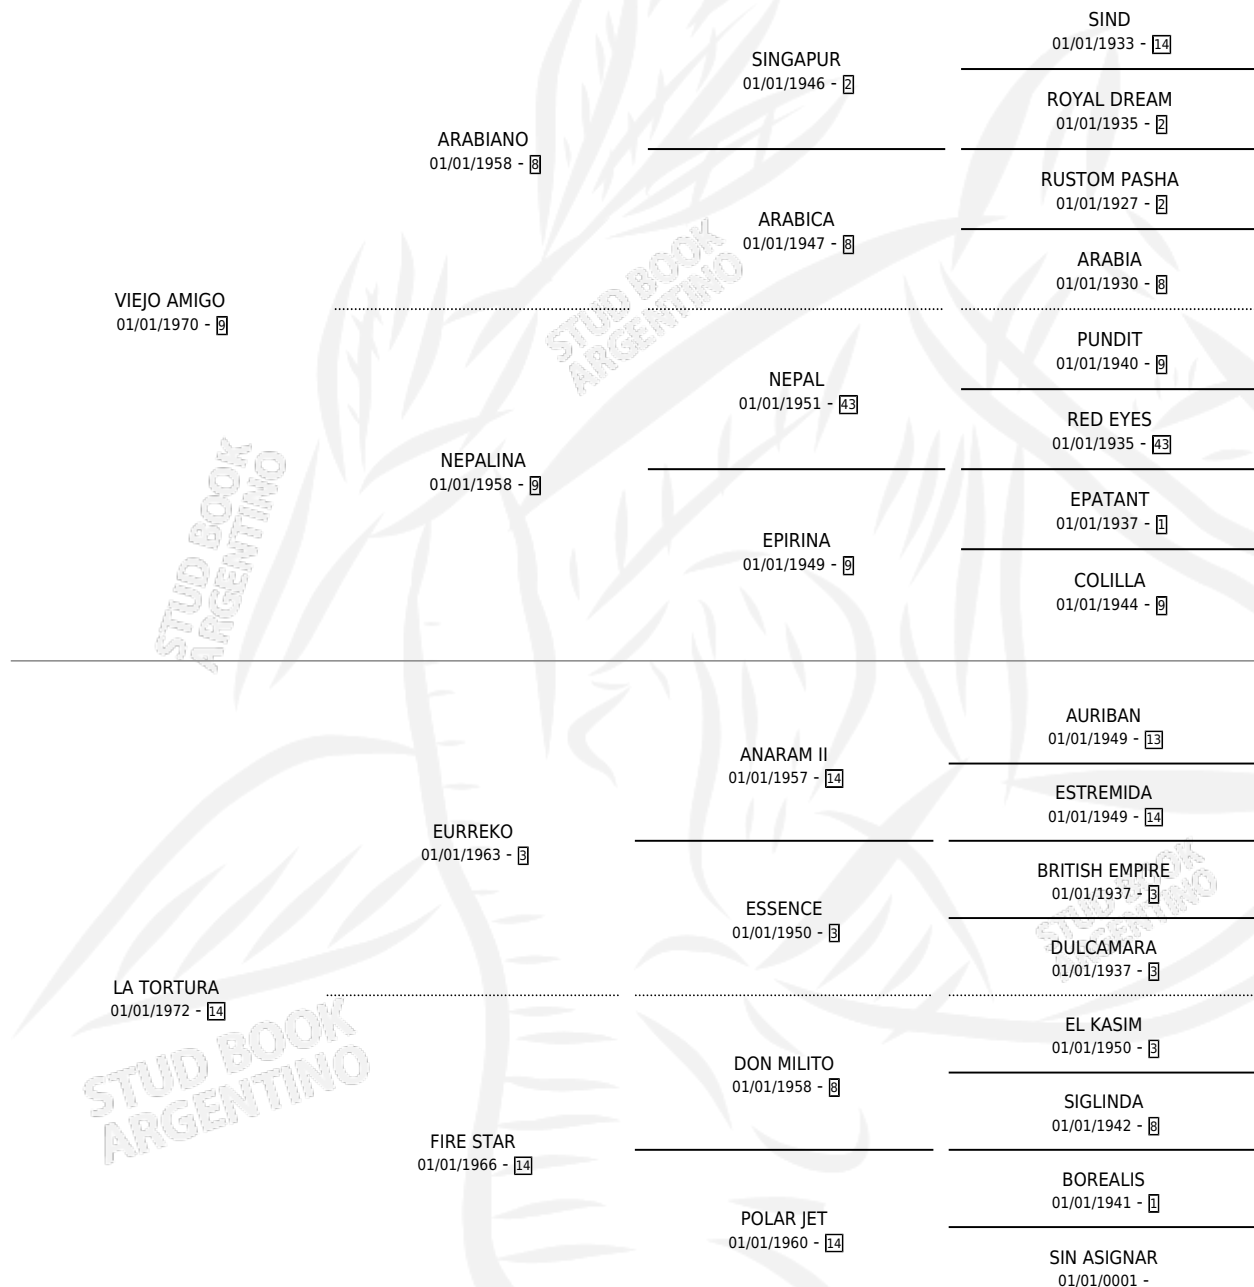 SIND
01/01/1933 - 14
SINGAPUR
01/01/1946 - 2
ROYAL DREAM
01/01/1935 - 2
ARABIANO
01/01/1958 - 8
RUSTOM PASHA
01/01/1927 - 2
ARABICA
01/01/1947 - 8
ARABIA
01/01/1930 - 8
VIEJO AMIGO
01/01/1970 - 9
STUD BOOK
ARGENTINO
PUNDIT
01/01/1940 - 9
NEPAL
01/01/1951 - 43
RED EYES
01/01/1935 - 43
NEPALINA
01/01/1958 - 9
EPATANT
01/01/1937 - 1
EPIRINA
01/01/1949 - 9
COLILLA
01/01/1944 - 9
STUD BOOK
ARGENTINO
AURIBAN
01/01/1949 - 13
ANARAM II
01/01/1957 - 14
ESTREMIDA
01/01/1949 - 14
EURREKO
01/01/1963 - 3
BRITISH EMPIRE
01/01/1937 - 3
ESSENCE
01/01/1950 - 3
DULCAMARA
01/01/1937 - 3
STUD BOOK
ARGENTINO
LA TORTURA
01/01/1972 - 14
EL KASIM
01/01/1950 - 3
DON MILITO
01/01/1958 - 8
SIGLINDA
01/01/1942 - 8
STUD BOOK
ARGENTINO
FIRE STAR
01/01/1966 - 14
BOREALIS
01/01/1941 - 1
POLAR JET
01/01/1960 - 14
SIN ASIGNAR
01/01/0001 -